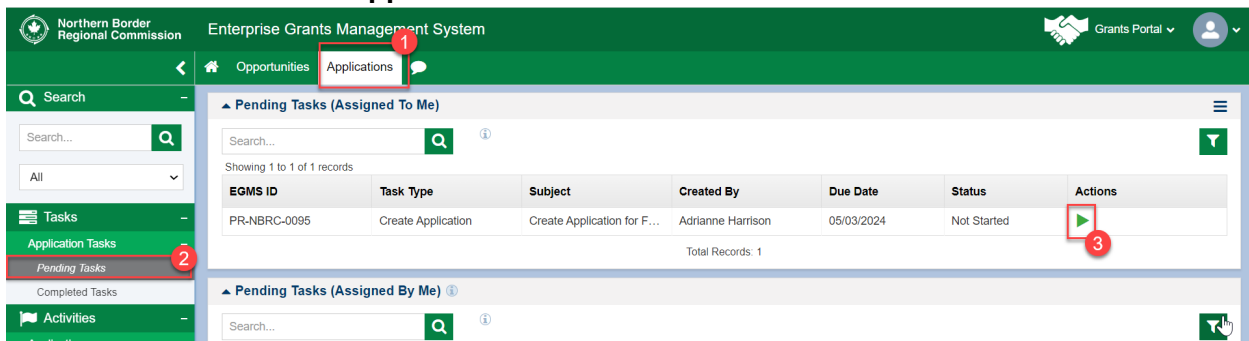 Northern Border
Regional Commission
Enterprise Grants Management System
Grants Portal
1
Opportunities
Applications
Search
Search...
All
Tasks
Application Tasks
Pending Tasks
2
Completed Tasks
Activities
Pending Tasks (Assigned To Me)
Search...
Showing 1 to 1 of 1 records
EGMS ID Task Type Subject Created By Due Date Status Actions
PR-NBRC-0095 Create Application Create Application for F... Adrianne Harrison 05/03/2024 Not Started
3
Total Records: 1
Pending Tasks (Assigned By Me)
Search...